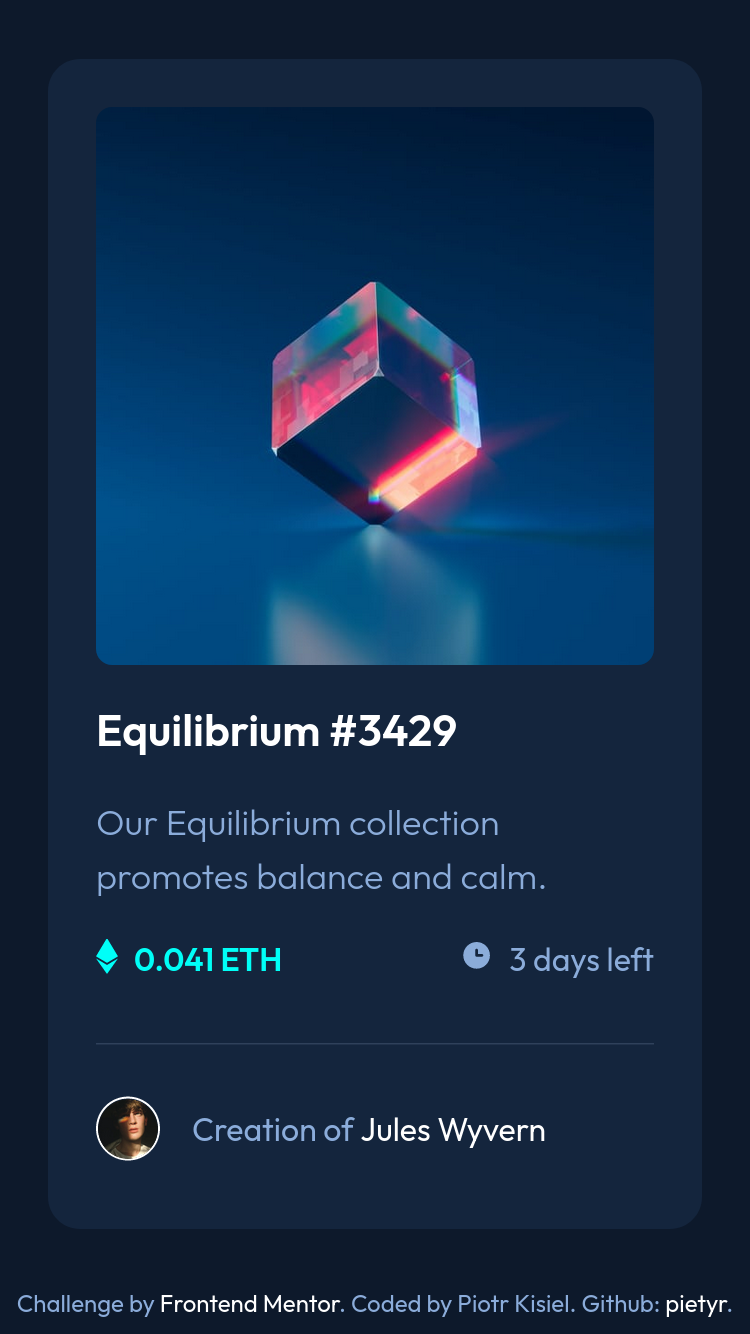 Equilibrium #3429
Our Equilibrium collection
promotes balance and calm.
0.041 ETH
3 days left
Creation of Jules Wyvern
Challenge by Frontend Mentor. Coded by Piotr Kisiel. Github: pietyr.